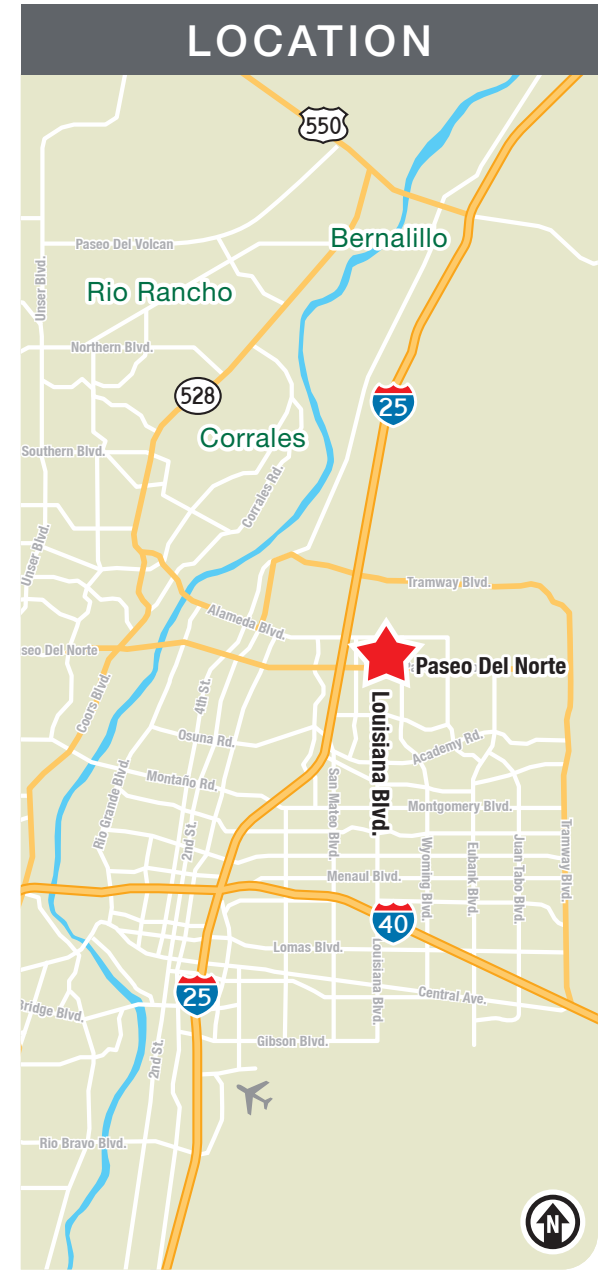 LOCATION
550
Bernalillo
Paseo Del Volcan
Unser Blvd.
Rio Rancho
Northern Blvd.
528
25
Corrales
Southern Blvd.
Corrales Rd.
Unser Blvd.
Tramway Blvd.
Alameda Blvd.
seo Del Norte
Paseo Del Norte
4th St.
Coors Blvd.
Louisiana Blvd.
Osuna Rd.
Academy Rd.
Montaño Rd.
Rio Grande Blvd.
2nd St.
San Mateo Blvd.
Montgomery Blvd.
Wyoming Blvd.
Eubank Blvd.
Juan Tabo Blvd.
Tramway Blvd.
Menaul Blvd.
40
Lomas Blvd.
Louisiana Blvd.
25
Central Ave.
Bridge Blvd.
Gibson Blvd.
2nd St.
Rio Bravo Blvd.
N